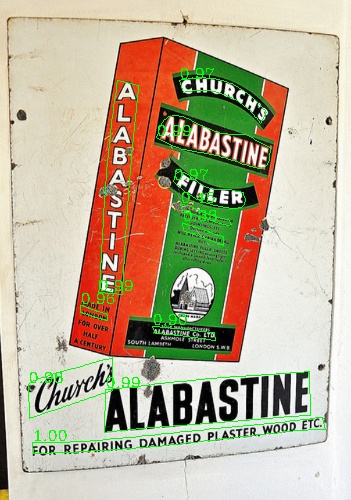 CHURCH'S
ALABASTINE
FILLER
ALABASTINE
MADE IN
LONDON
FOR OVER
HALF
A CENTURY
MANUFACTURERS
ALABASTINE Co. LTD.
ASHMOLE STREET
SOUTH LAMBETH LONDON S.W.8
Church's
ALABASTINE
FOR REPAIRING DAMAGED PLASTER, WOOD ETC.